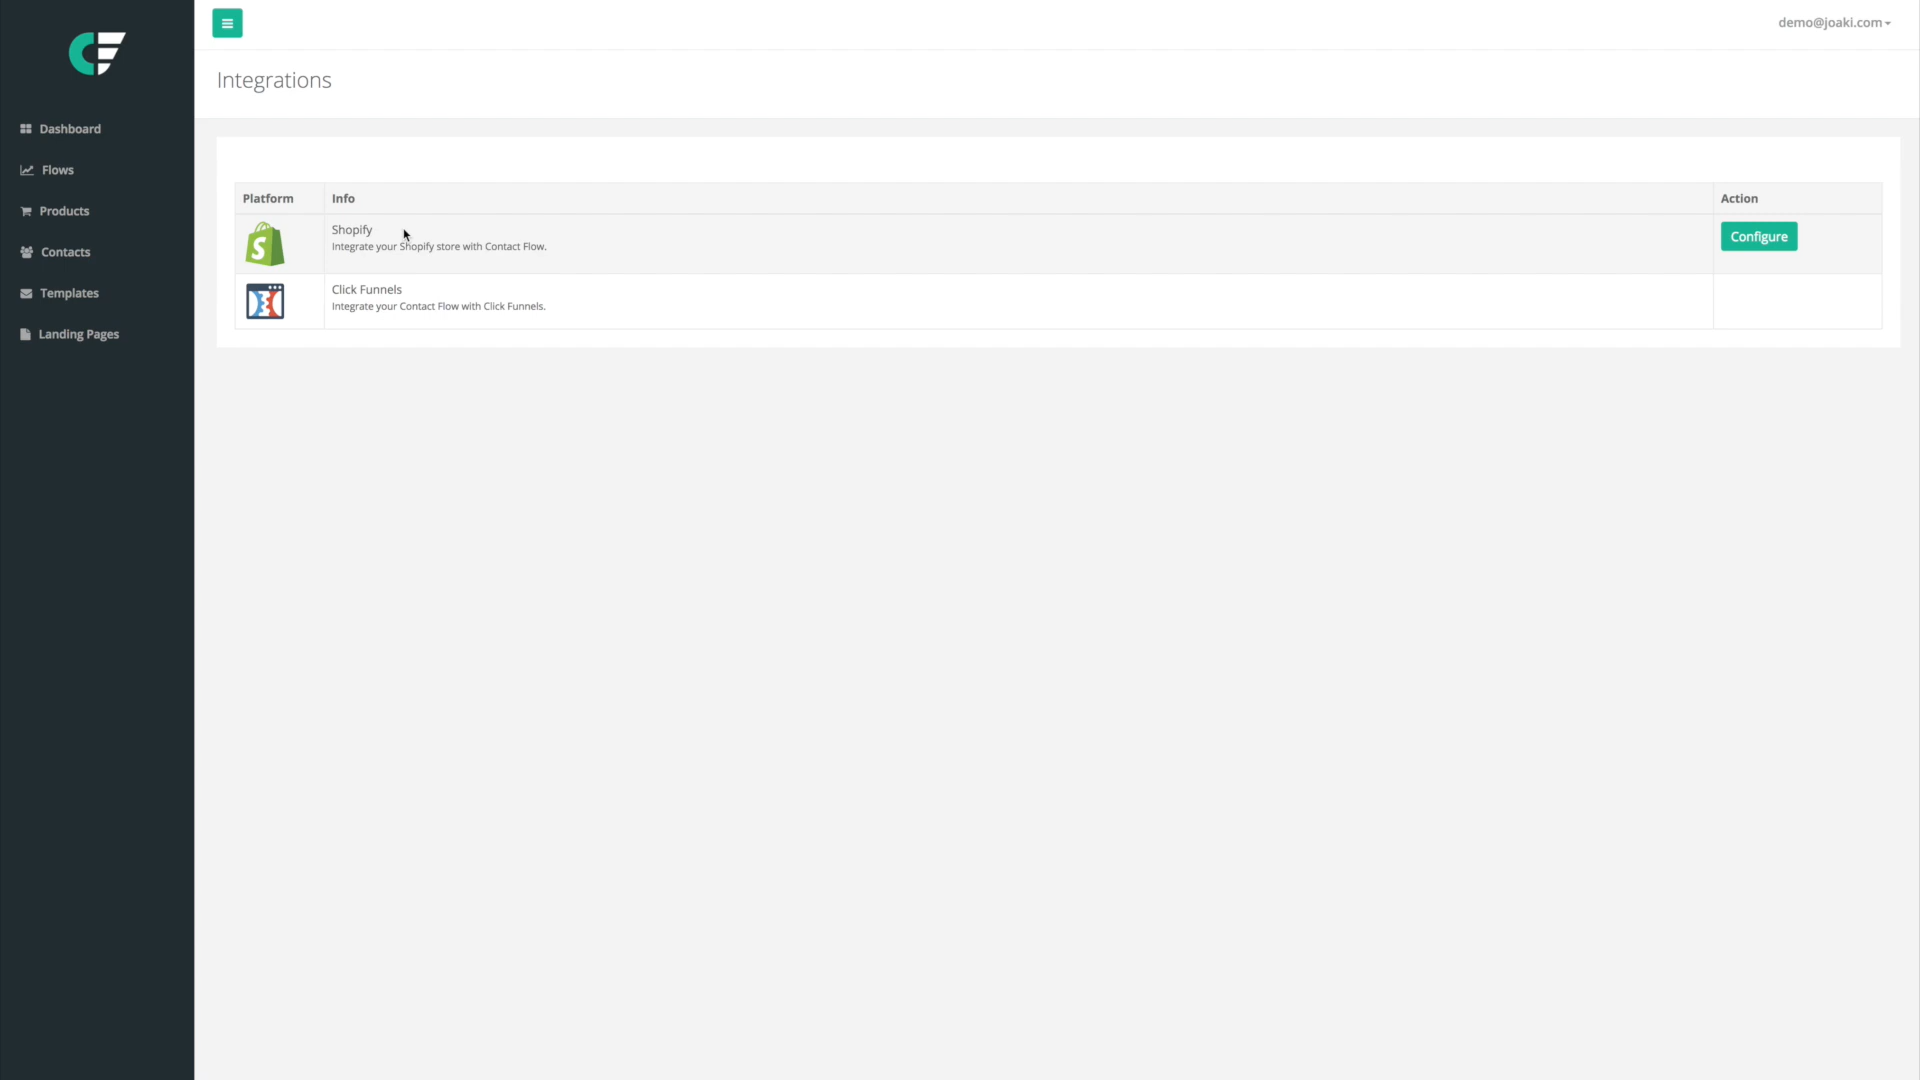 demo@joaki.com
Integrations
Dashboard
Flows
Products
Contacts
Templates
Landing Pages
Platform Info Action
Shopify
Integrate your Shopify store with Contact Flow.
Configure
Click Funnels
Integrate your Contact Flow with Click Funnels.